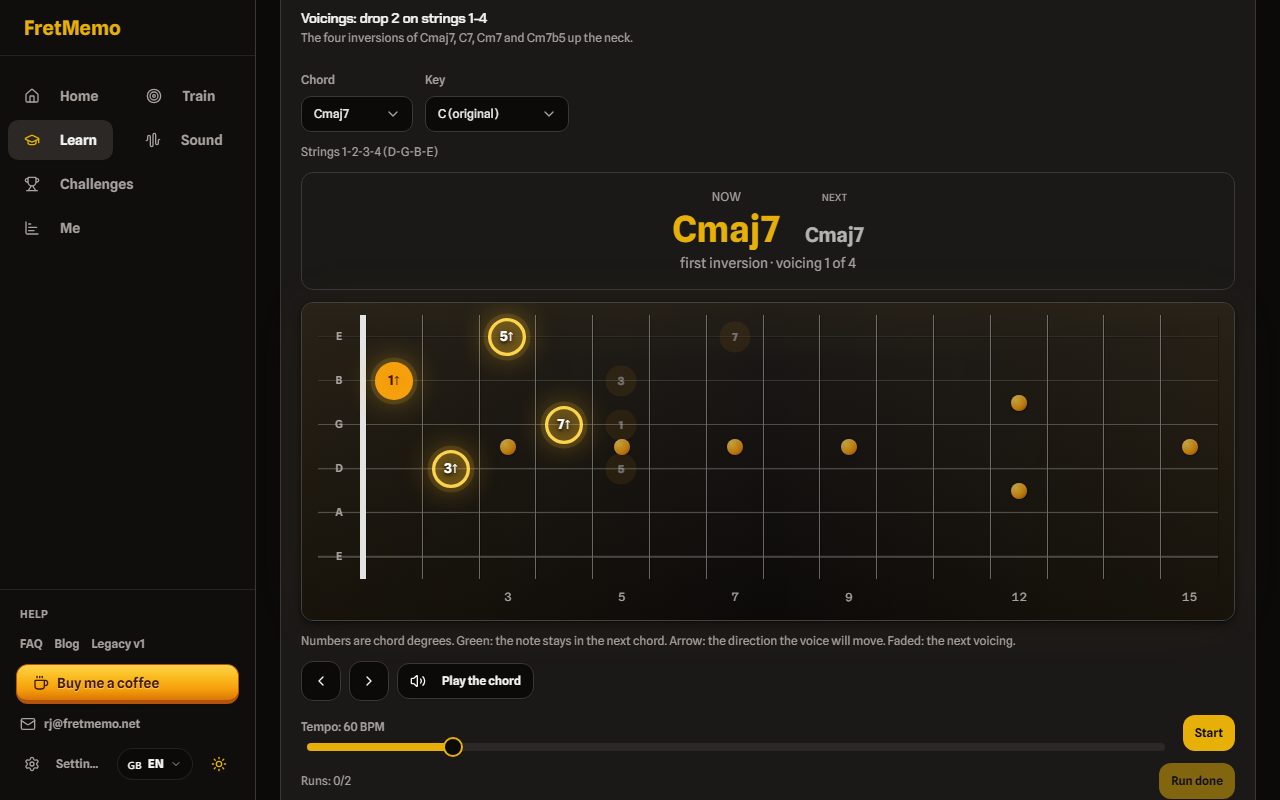 FretMemo
Home
Train
Learn
Sound
Challenges
Me
HELP
FAQ Blog Legacy v1
Buy me a coffee
rj@fretmemo.net
Settin...
GB EN
Voicings: drop 2 on strings 1-4
The four inversions of Cmaj7, C7, Cm7 and Cm7b5 up the neck.
Chord
Key
Cmaj7
C (original)
Strings 1-2-3-4 (D-G-B-E)
NOW
NEXT
Cmaj7
Cmaj7
first inversion · voicing 1 of 4
E 5↑ 7
B 1↑ 3
G 7↑ 1
D 3↑ 5
A
E
3 5 7 9 12 15
Numbers are chord degrees. Green: the note stays in the next chord. Arrow: the direction the voice will move. Faded: the next voicing.
Play the chord
Tempo: 60 BPM
Start
Runs: 0/2
Run done